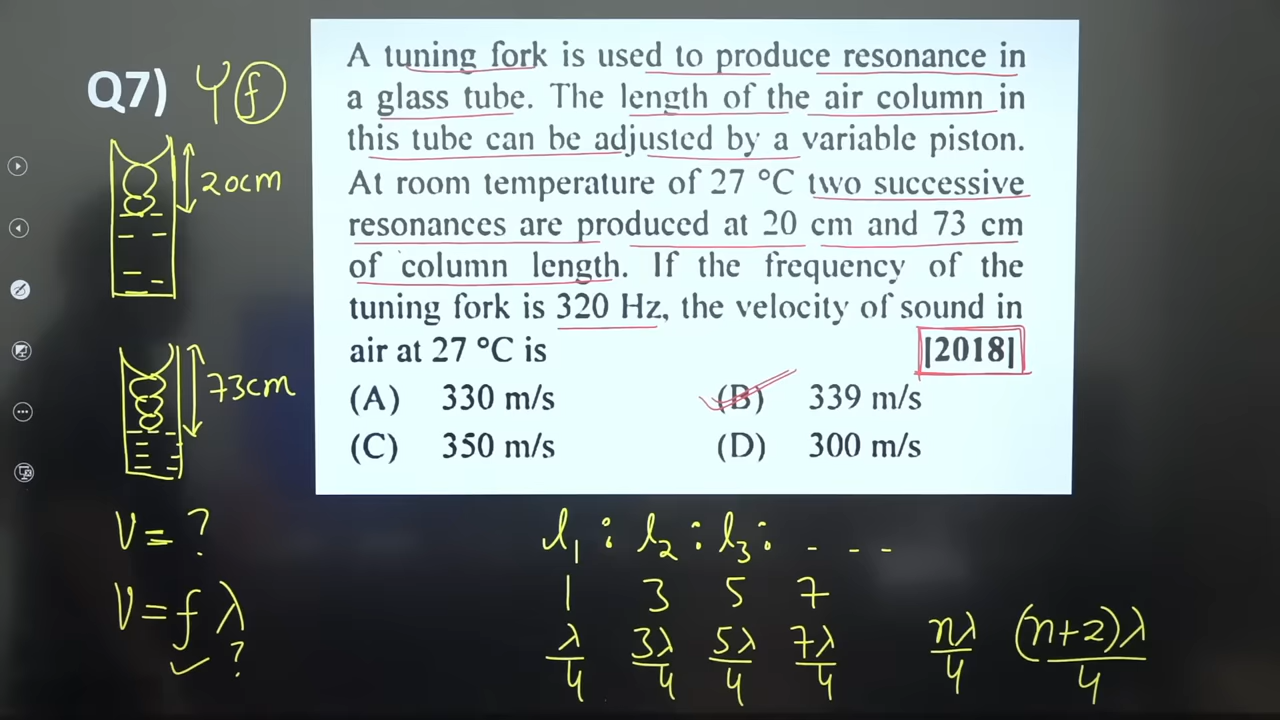 Q7) Y f
20cm
73cm
V = ?
V = f λ
?
A tuning fork is used to produce resonance in
a glass tube. The length of the air column in
this tube can be adjusted by a variable piston.
At room temperature of 27 °C two successive
resonances are produced at 20 cm and 73 cm
of column length. If the frequency of the
tuning fork is 320 Hz, the velocity of sound in
air at 27 °C is [2018]
(A) 330 m/s (B) 339 m/s
(C) 350 m/s (D) 300 m/s
l₁ : l₂ : l₃ : - - -
1 3 5 7
λ/4 3λ/4 5λ/4 7λ/4 nλ/4 (n+2)λ/4